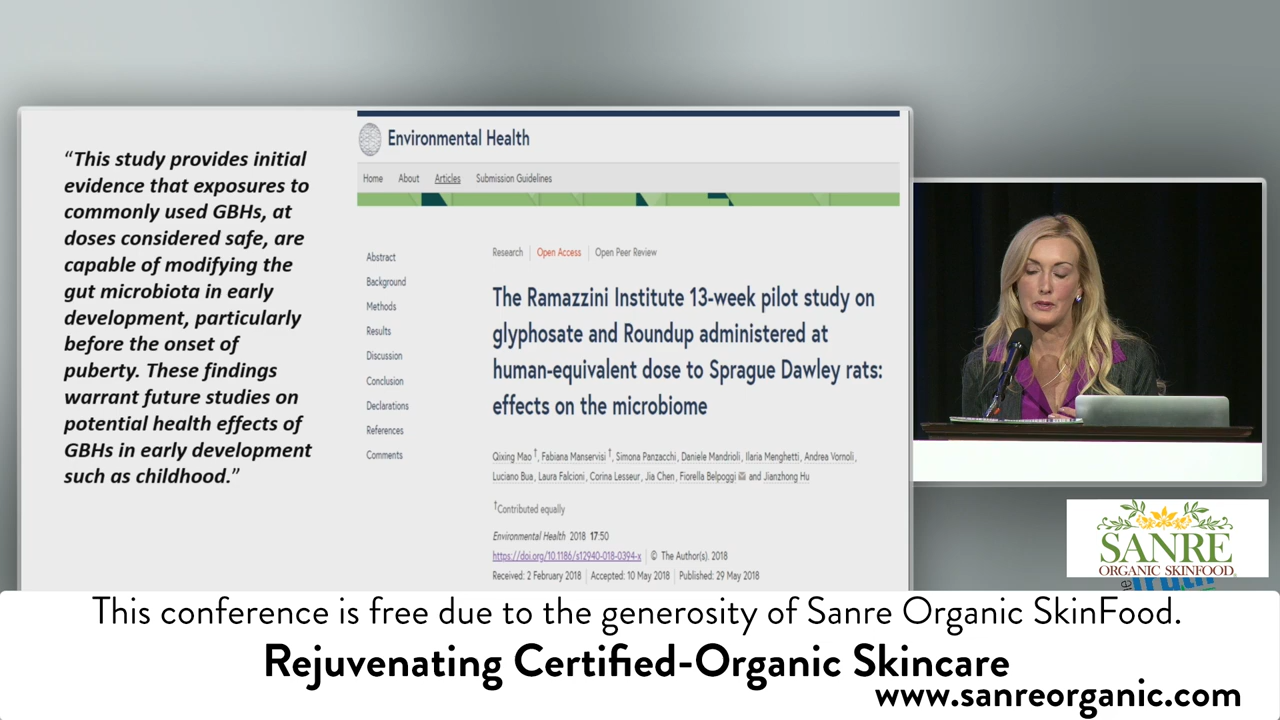 “This study provides initial
evidence that exposures to
commonly used GBHs, at
doses considered safe, are
capable of modifying the
gut microbiota in early
development, particularly
before the onset of
puberty. These findings
warrant future studies on
potential health effects of
GBHs in early development
such as childhood.”
Environmental Health
Home About Articles Submission Guidelines
Abstract
Background
Methods
Results
Discussion
Conclusion
Declarations
References
Comments
Research Open Access Open Peer Review
The Ramazzini Institute 13-week pilot study on
glyphosate and Roundup administered at
human-equivalent dose to Sprague Dawley rats:
effects on the microbiome
Qixing Mao†, Fabiana Manservisi†, Simona Panzacchi, Daniele Mandrioli, Ilaria Menghetti, Andrea Vornoli,
Luciano Bua, Laura Falcioni, Corina Lesseur, Jia Chen, Fiorella Belpoggi and Jianzhong Hu
†Contributed equally
Environmental Health 2018 17:50
https://doi.org/10.1186/s12940-018-0394-x © The Author(s). 2018
Received: 2 February 2018 Accepted: 10 May 2018 Published: 29 May 2018
SANRE
ORGANIC SKINFOOD
This conference is free due to the generosity of Sanre Organic SkinFood.
Rejuvenating Certified-Organic Skincare
www.sanreorganic.com